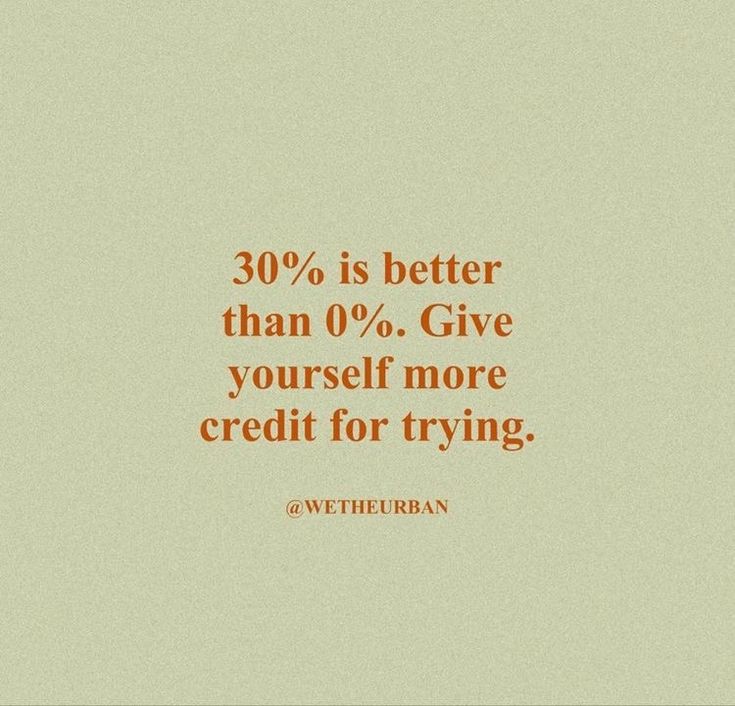 30% is better
than 0%. Give
yourself more
credit for trying.
@WETHEURBAN